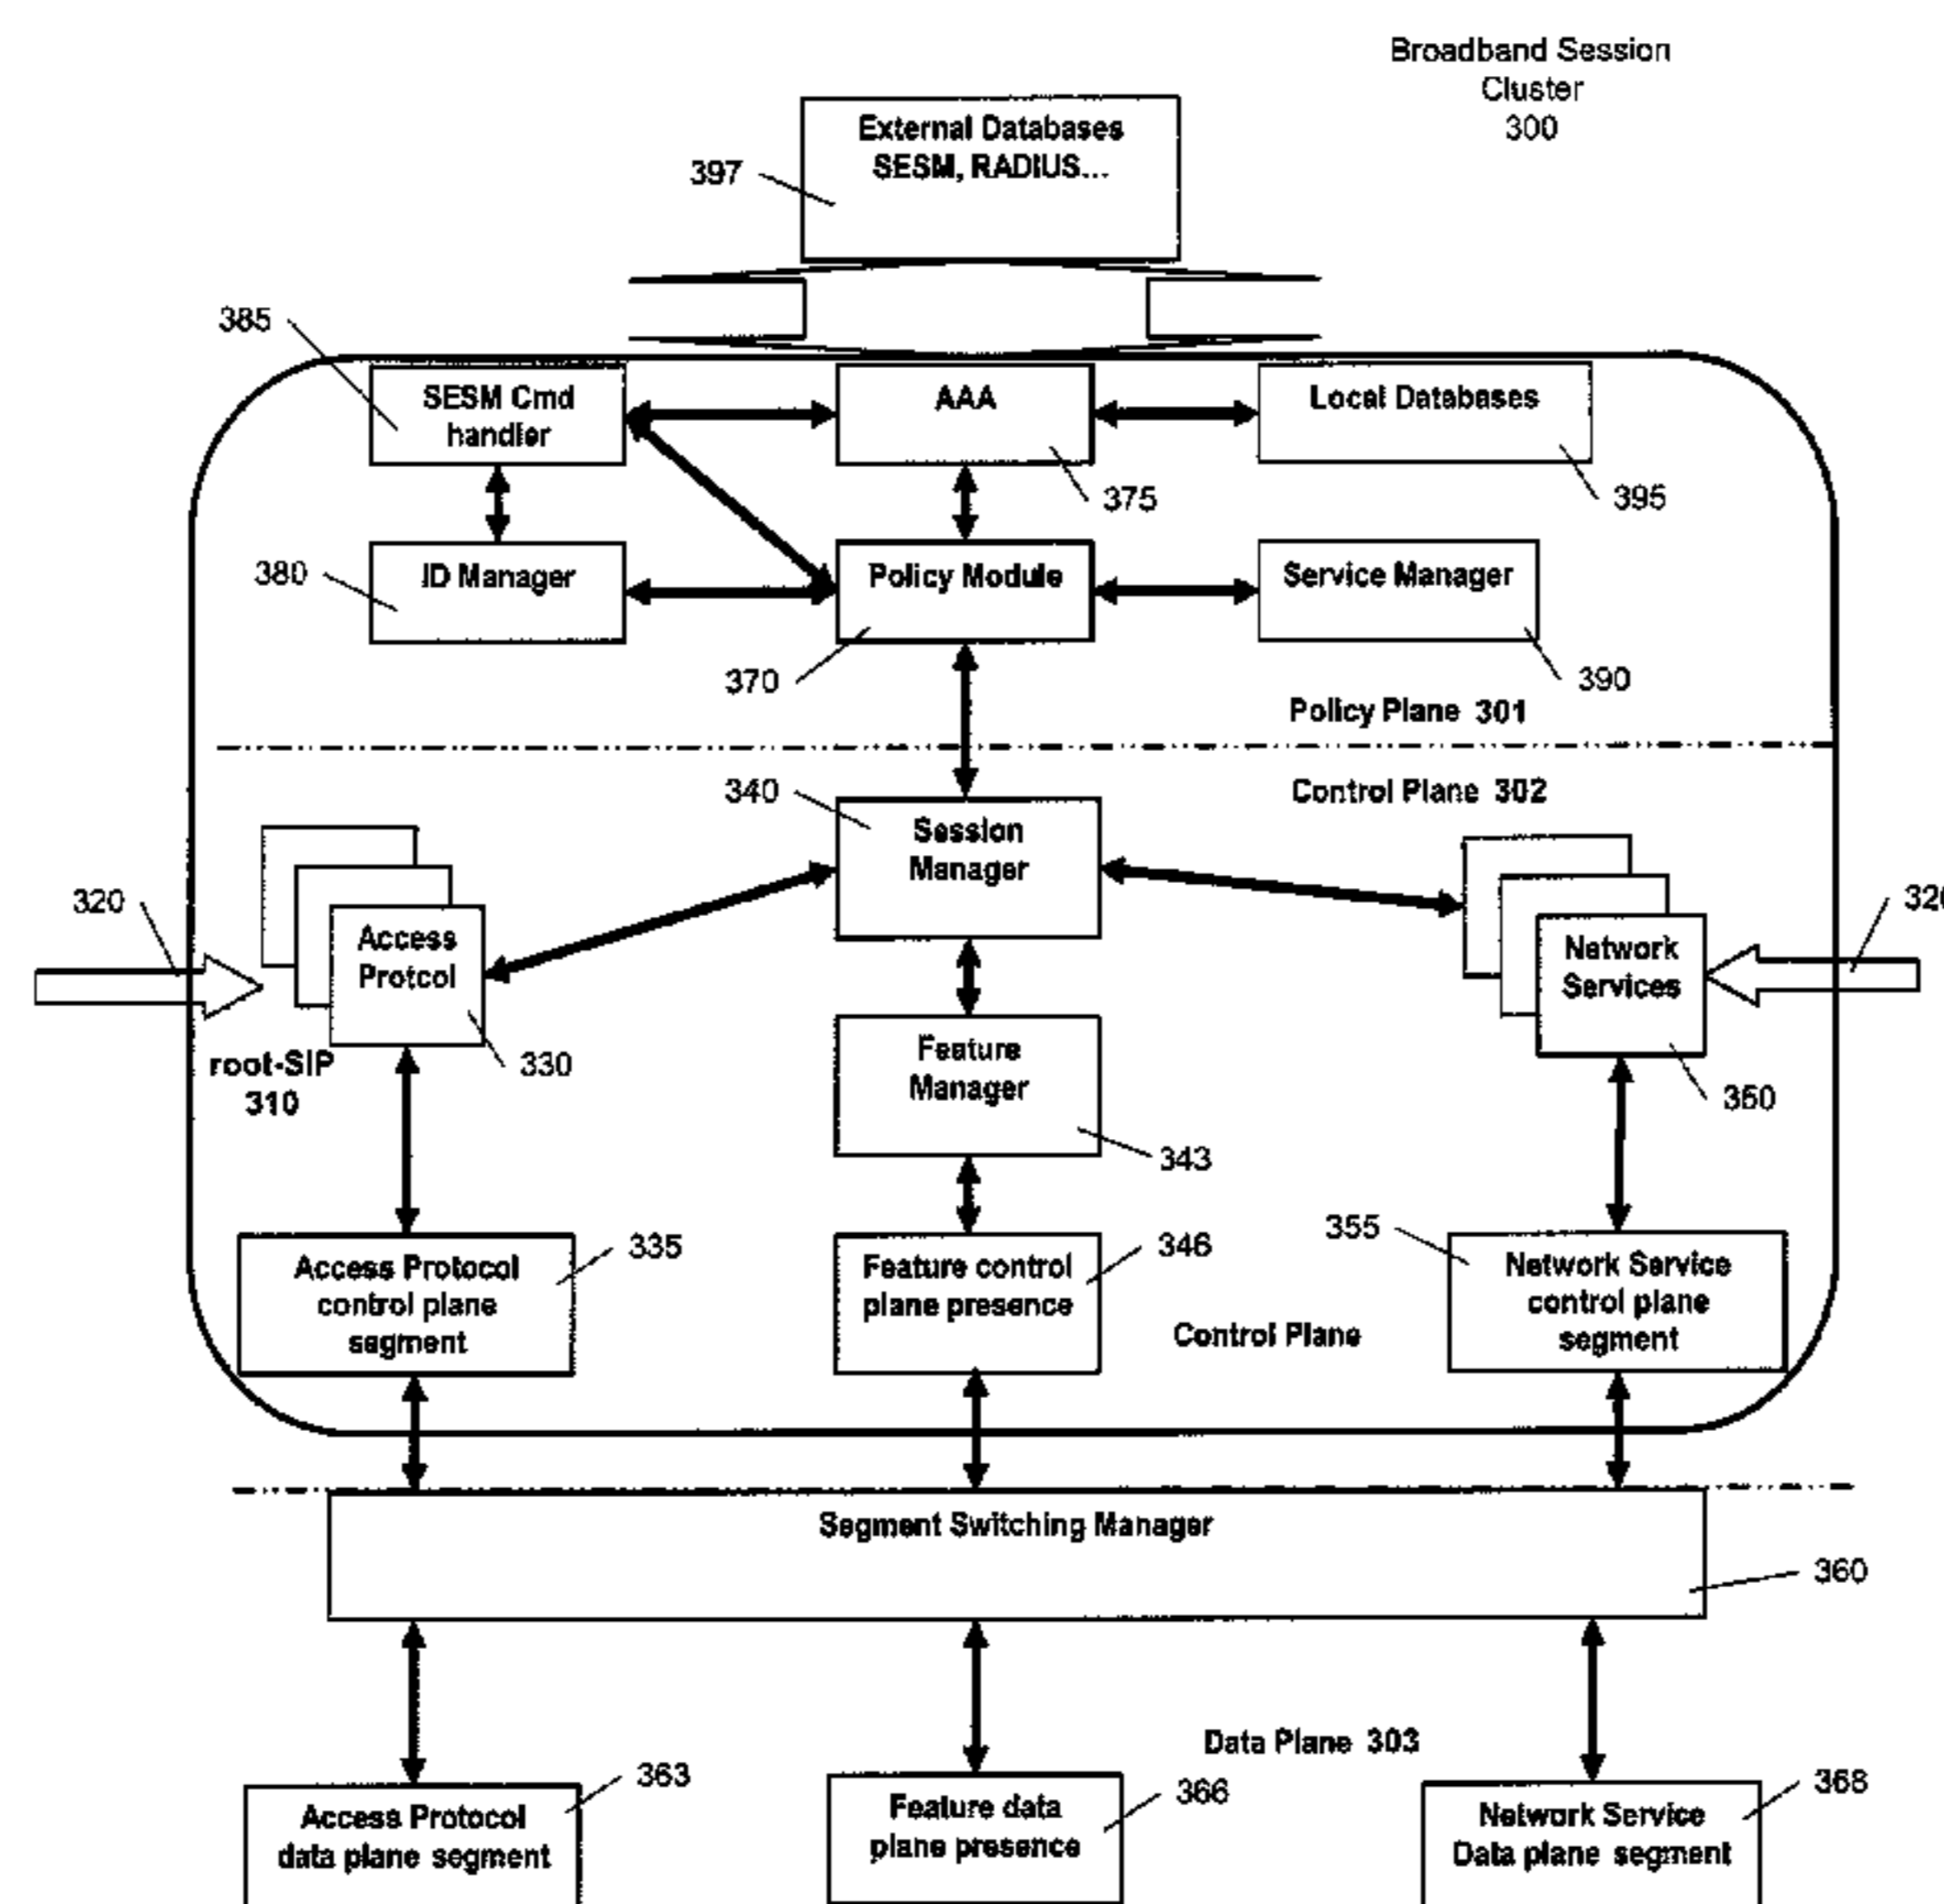 Broadband Session
Cluster
300
External Databases
SESM, RADIUS...
397
385
SESM Cmd
handler
AAA
Local Databases
375
395
380
ID Manager
Policy Module
Service Manager
370
390
Policy Plane 301
340
Control Plane 302
Session
Manager
320
Access
Protcol
Network
Services
320
root-SIP
310
330
Feature
Manager
350
343
355
335
346
Access Protocol
control plane
segment
Feature control
plane presence
Network Service
control plane
segment
Control Plane
Segment Switching Manager
360
Data Plane 303
363
366
368
Access Protocol
data plane segment
Feature data
plane presence
Network Service
Data plane segment